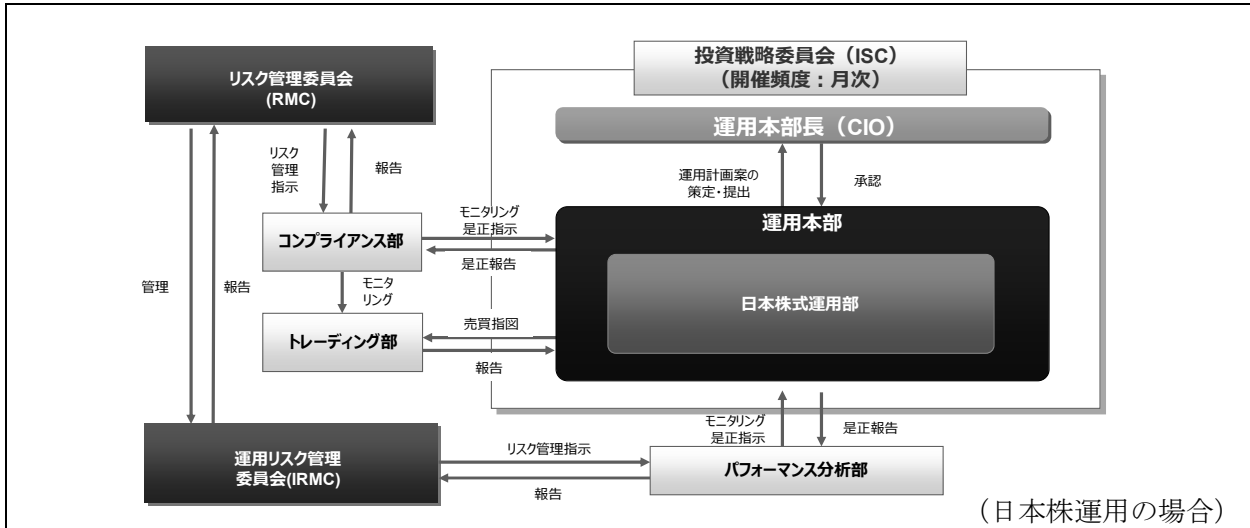 リスク管理委員会
(RMC)
投資戦略委員会（ISC）
（開催頻度：月次）
運用本部長（CIO）
リスク
管理
指示
報告
運用計画案の
策定・提出
承認
コンプライアンス部
モニタリング
是正指示
是正報告
運用本部
日本株式運用部
管理
報告
モニタ
リング
トレーディング部
売買指図
報告
モニタリング
是正指示
是正報告
運用リスク管理
委員会(IRMC)
リスク管理指示
報告
パフォーマンス分析部
（日本株運用の場合）